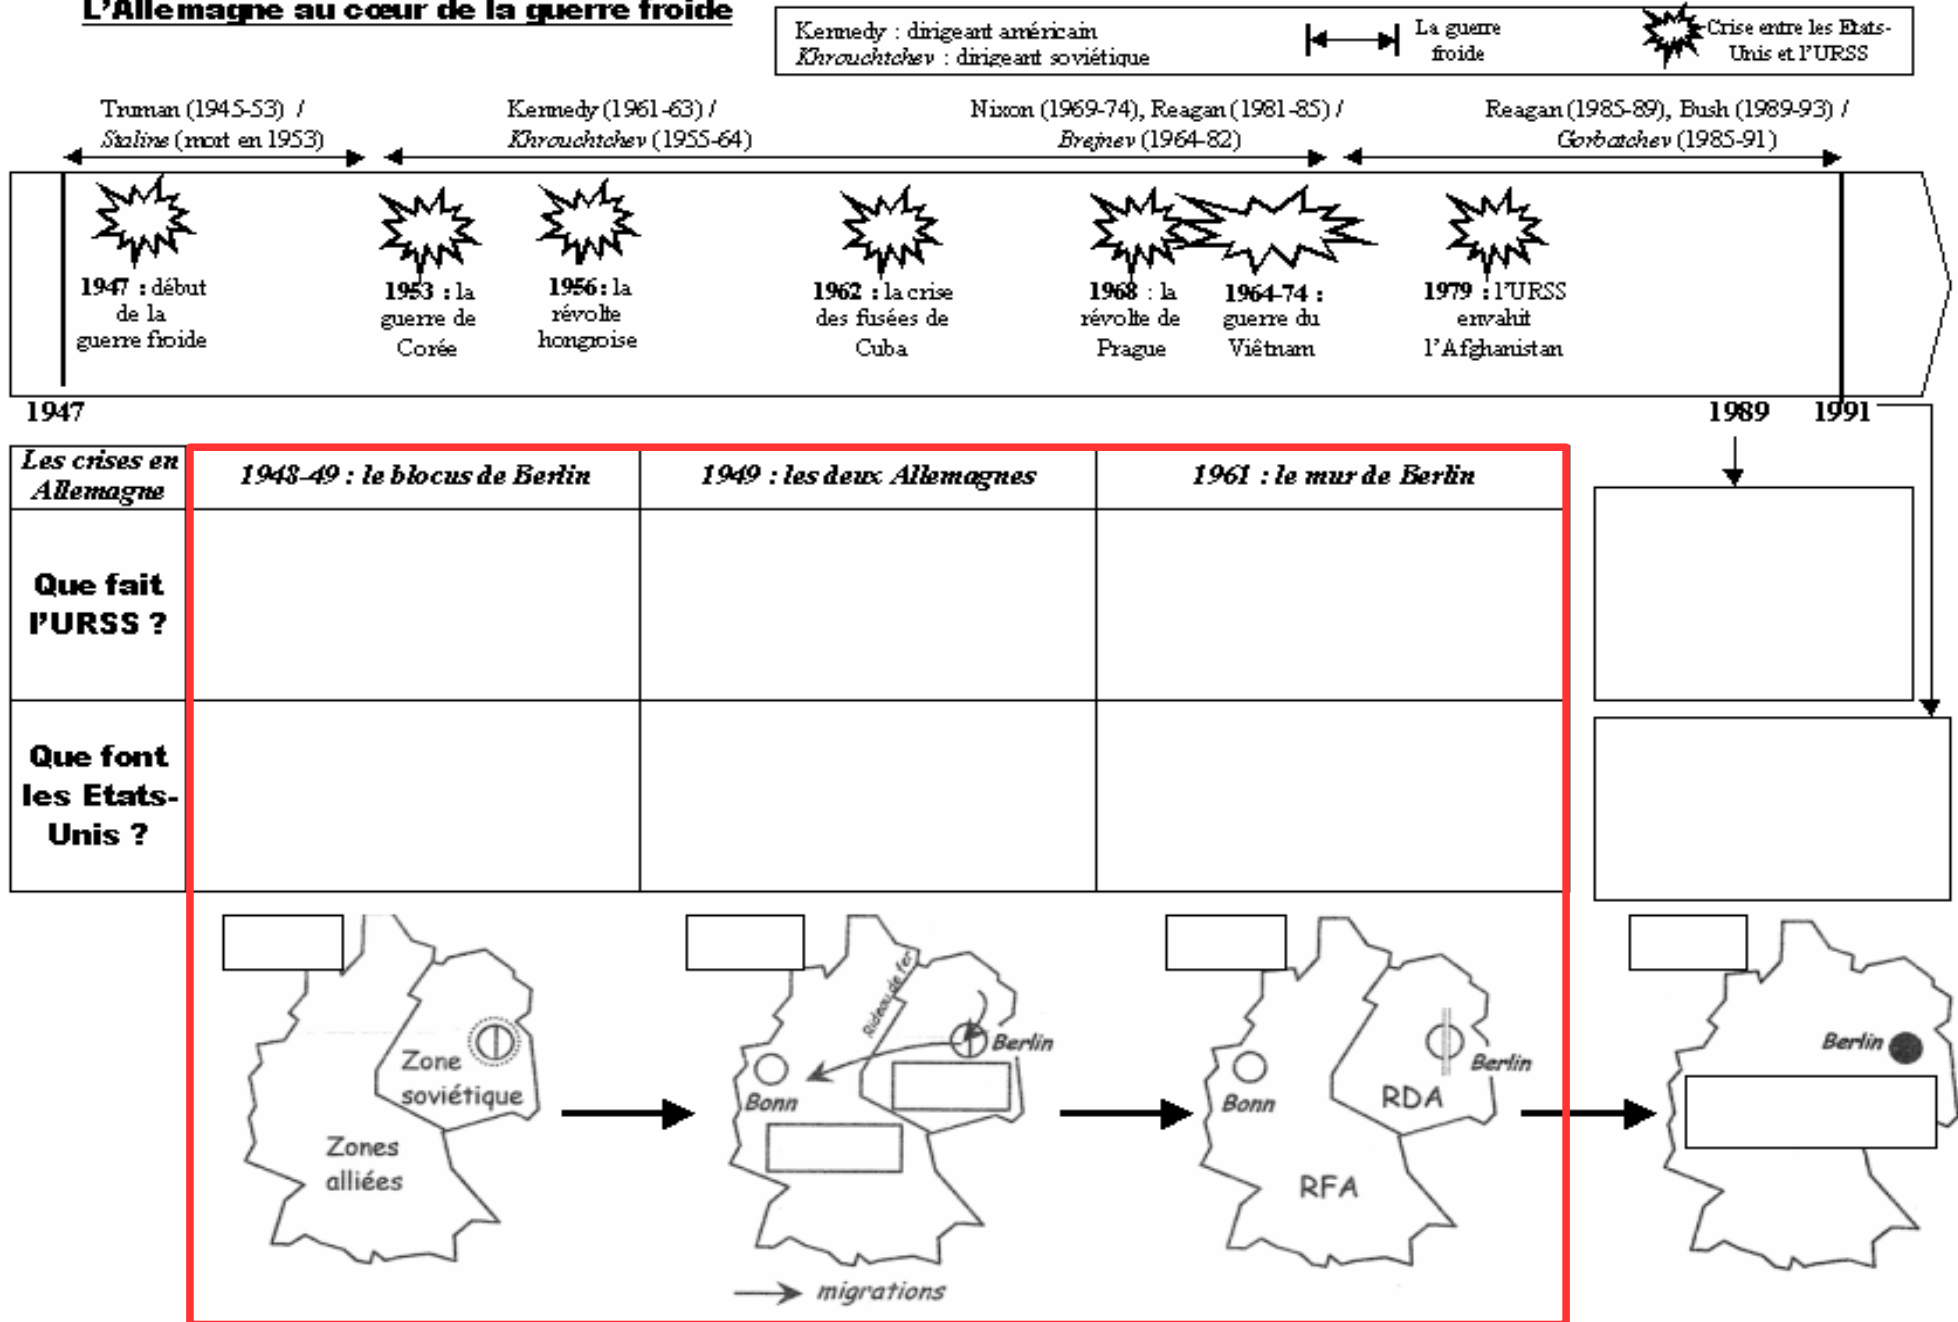 L'Allemagne au cœur de la guerre froide
Kennedy : dirigeant américain
Khrouchtchev : dirigeant soviétique
La guerre
froide
Crise entre les Etats-
Unis et l'URSS
Truman (1945-53) /
Staline (mort en 1953)
Kennedy (1961-63) /
Khrouchtchev (1955-64)
Nixon (1969-74), Reagan (1981-85) /
Brejnev (1964-82)
Reagan (1985-89), Bush (1989-93) /
Gorbatchev (1985-91)
1947 : début
de la
guerre froide
1953 : la
guerre de
Corée
1956 : la
révolte
hongroise
1962 : la crise
des fusées de
Cuba
1968 : la
révolte de
Prague
1964-74 :
guerre du
Viêtnam
1979 : l'URSS
envahit
l'Afghanistan
1947
1989
1991
Les crises en
Allemagne
1948-49 : le blocus de Berlin
1949 : les deux Allemagnes
1961 : le mur de Berlin
Que fait
l'URSS ?
Que font
les Etats-
Unis ?
Zone
soviétique
Zones
alliées
Rideau de fer
Berlin
Bonn
migrations
Berlin
Bonn
RDA
RFA
Berlin